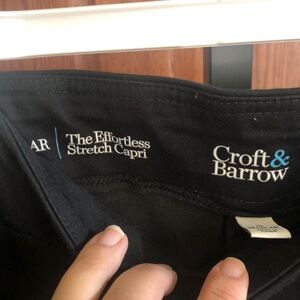 AR
The Effortless
Stretch Capri
Croft&
Barrow